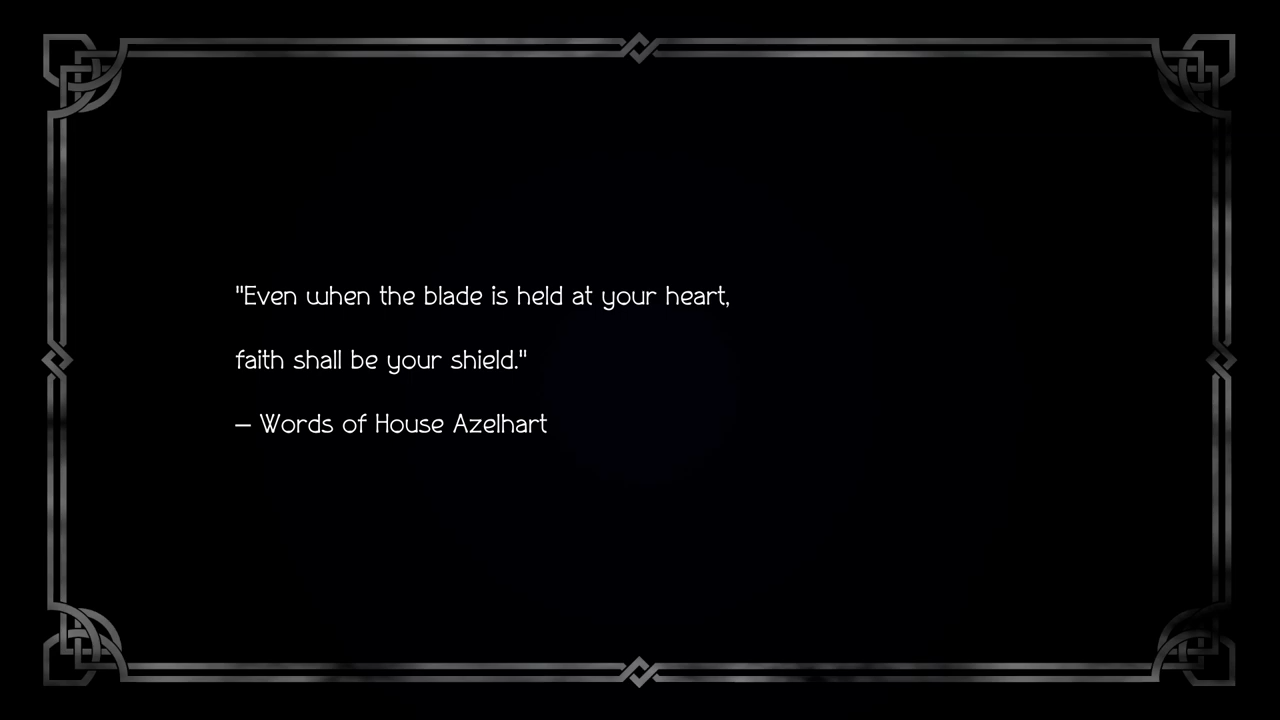 "Even when the blade is held at your heart,
faith shall be your shield."
– Words of House Azelhart